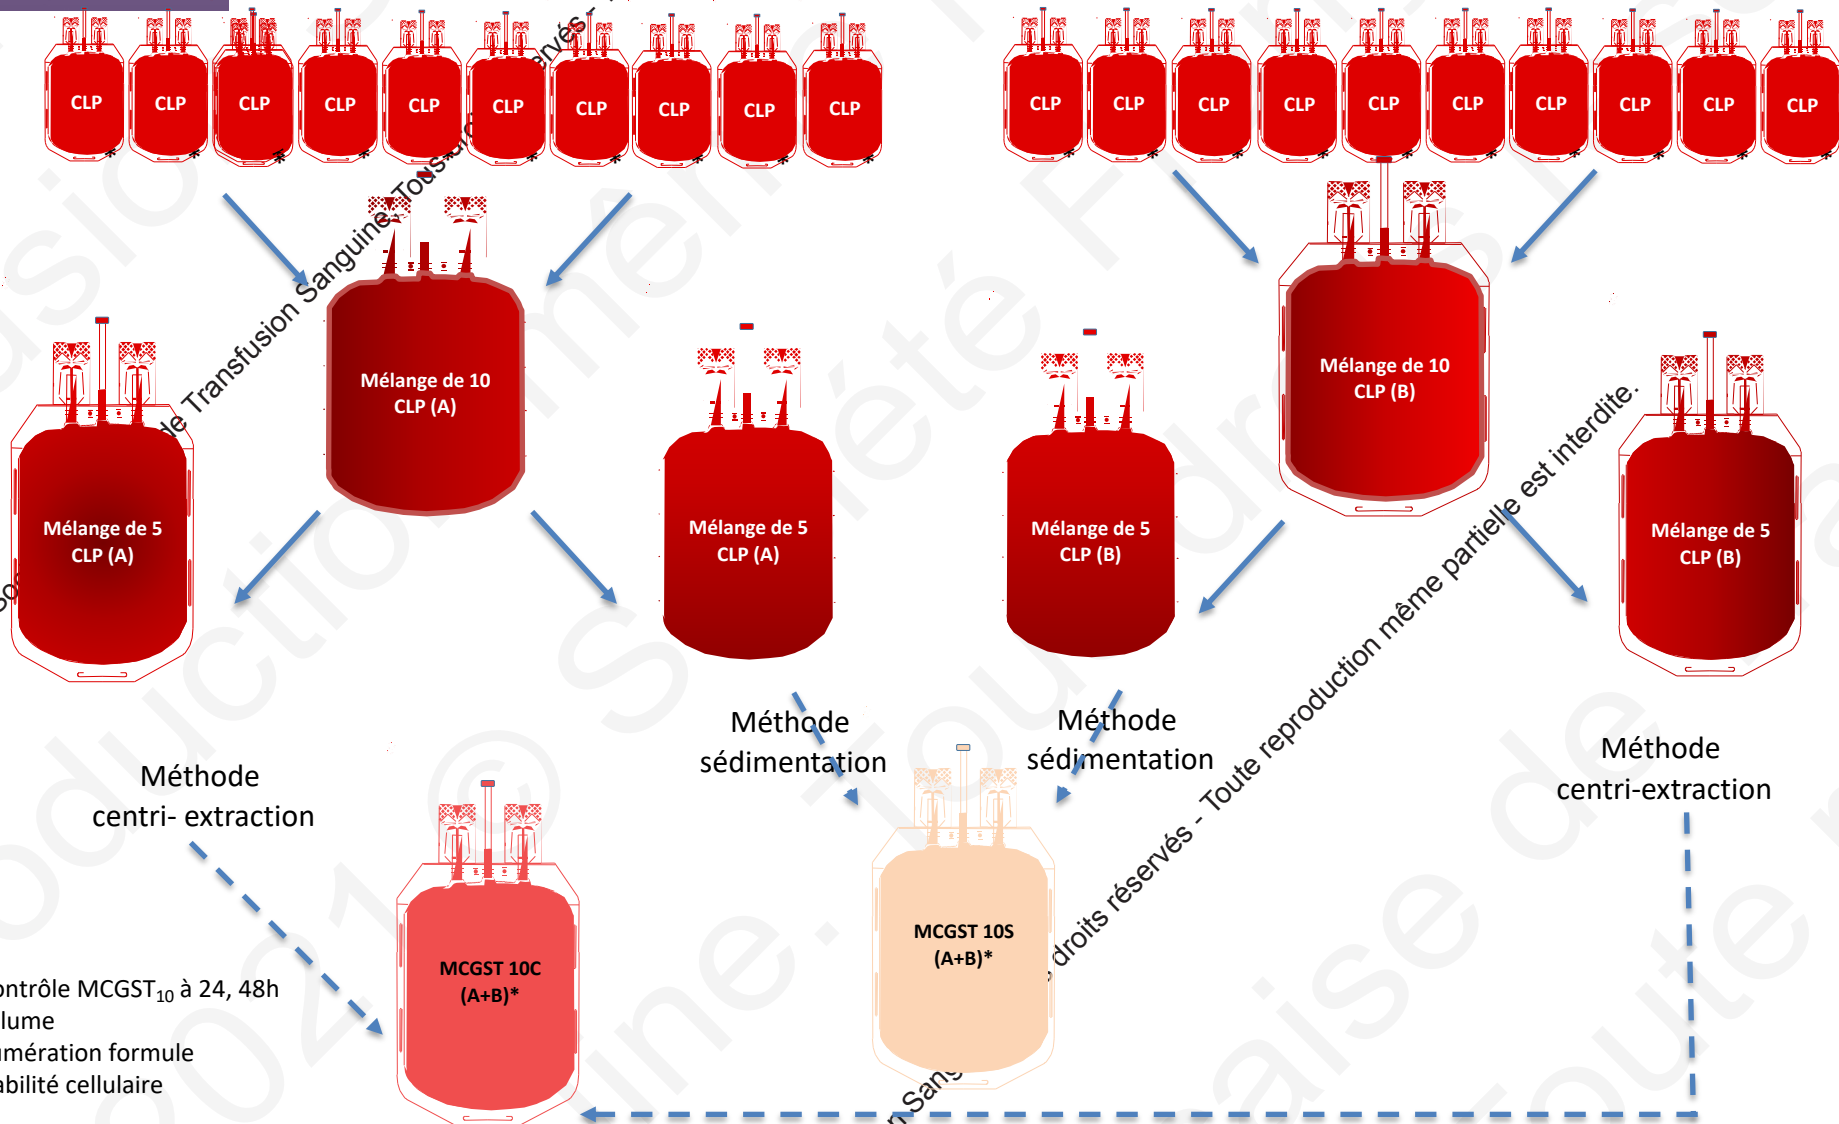 CLP CLP CLP CLP CLP CLP CLP CLP CLP CLP
* * * * * * * * * *
CLP CLP CLP CLP CLP CLP CLP CLP CLP CLP
* * * * * * * * * *
Mélange de 10
CLP (A)
Mélange de 10
CLP (B)
Mélange de 5
CLP (A)
Mélange de 5
CLP (A)
Mélange de 5
CLP (B)
Mélange de 5
CLP (B)
Méthode
sédimentation
Méthode
sédimentation
Méthode
centri- extraction
Méthode
centri-extraction
MCGST 10C
(A+B)*
MCGST 10S
(A+B)*
ontrôle MCGST10 à 24, 48h
lume
umération formule
abilité cellulaire
de Transfusion Sanguine. Tous
droits réservés - Toute reproduction même partielle est interdite.
2021 ©